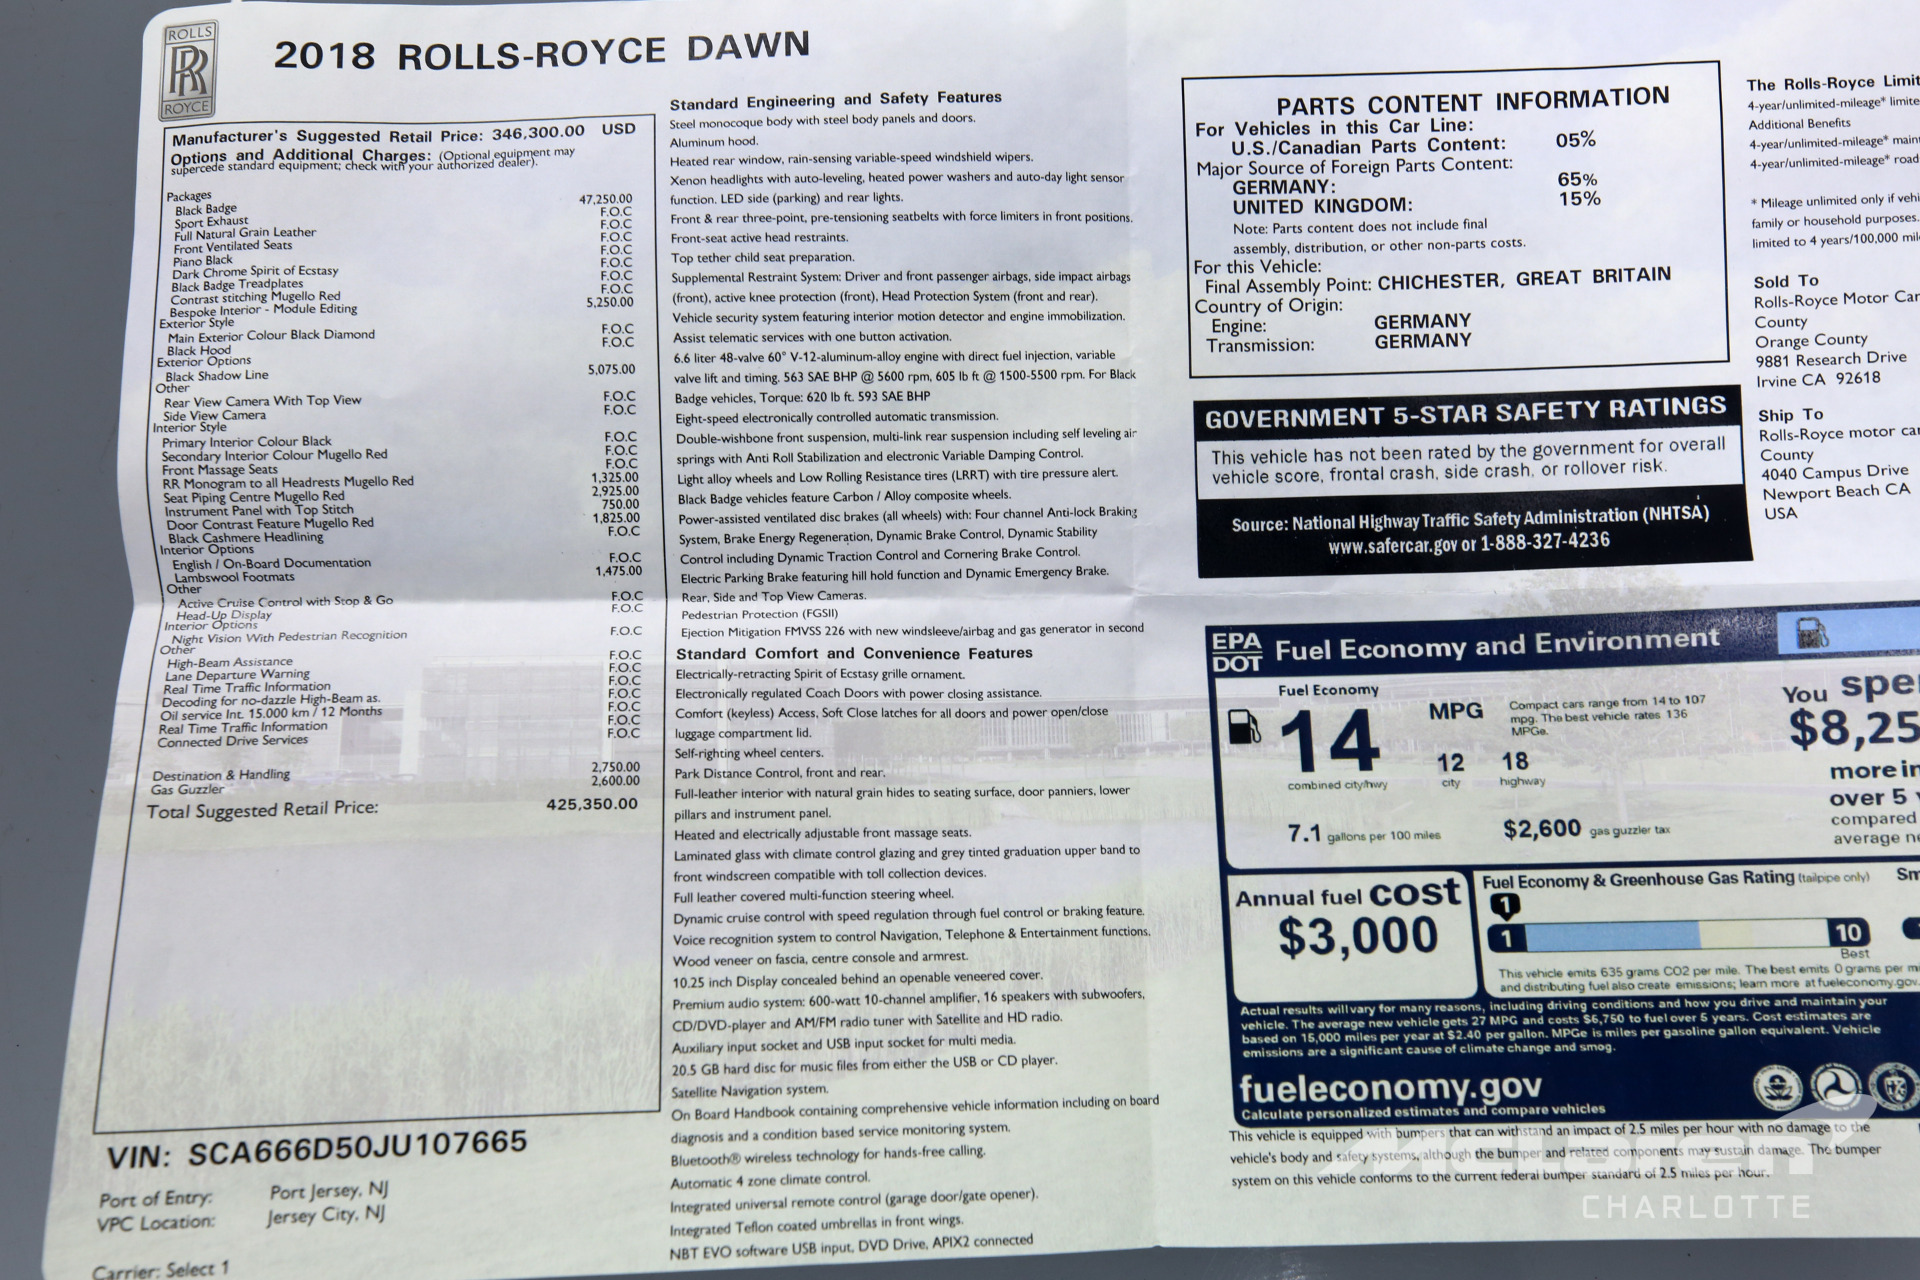 ROLLS
RR
ROYCE
2018 ROLLS-ROYCE DAWN
Manufacturer's Suggested Retail Price: 346,300.00 USD
Options and Additional Charges: (Optional equipment may
supercede standard equipment; check with your authorized dealer).
Packages
Black Badge 47,250.00
Sport Exhaust F.O.C
Full Natural Grain Leather F.O.C
Front Ventilated Seats F.O.C
Piano Black F.O.C
Dark Chrome Spirit of Ecstasy F.O.C
Black Badge Treadplates F.O.C
Contrast stitching Mugello Red F.O.C
Bespoke Interior - Module Editing 5,250.00
Exterior Style
Main Exterior Colour Black Diamond F.O.C
Black Hood F.O.C
Exterior Options
Black Shadow Line 5,075.00
Other
Rear View Camera With Top View F.O.C
Side View Camera F.O.C
Interior Style
Primary Interior Colour Black F.O.C
Secondary Interior Colour Mugello Red F.O.C
Front Massage Seats F.O.C
RR Monogram to all Headrests Mugello Red 1,325.00
Seat Piping Centre Mugello Red 2,925.00
Instrument Panel with Top Stitch 750.00
Door Contrast Feature Mugello Red 1,825.00
Black Cashmere Headlining F.O.C
Interior Options
English / On-Board Documentation F.O.C
Lambswool Footmats 1,475.00
Other
Active Cruise Control with Stop & Go F.O.C
Head-Up Display F.O.C
Interior Options
Night Vision With Pedestrian Recognition F.O.C
Other
High-Beam Assistance F.O.C
Lane Departure Warning F.O.C
Real Time Traffic Information F.O.C
Decoding for no-dazzle High-Beam as. F.O.C
Oil service Int. 15.000 km / 12 Months F.O.C
Real Time Traffic Information F.O.C
Connected Drive Services F.O.C
Destination & Handling 2,750.00
Gas Guzzler 2,600.00
Total Suggested Retail Price: 425,350.00
VIN: SCA666D50JU107665
Port of Entry: Port Jersey, NJ
VPC Location: Jersey City, NJ
Carrier: Select 1
Standard Engineering and Safety Features
Steel monocoque body with steel body panels and doors.
Aluminum hood.
Heated rear window, rain-sensing variable-speed windshield wipers.
Xenon headlights with auto-leveling, heated power washers and auto-day light sensor
function. LED side (parking) and rear lights.
Front & rear three-point, pre-tensioning seatbelts with force limiters in front positions.
Front-seat active head restraints.
Top tether child seat preparation.
Supplemental Restraint System: Driver and front passenger airbags, side impact airbags
(front), active knee protection (front), Head Protection System (front and rear).
Vehicle security system featuring interior motion detector and engine immobilization.
Assist telematic services with one button activation.
6.6 liter 48-valve 60° V-12-aluminum-alloy engine with direct fuel injection, variable
valve lift and timing. 563 SAE BHP @ 5600 rpm, 605 lb ft @ 1500-5500 rpm. For Black
Badge vehicles, Torque: 620 lb ft. 593 SAE BHP
Eight-speed electronically controlled automatic transmission.
Double-wishbone front suspension, multi-link rear suspension including self leveling air
springs with Anti Roll Stabilization and electronic Variable Damping Control.
Light alloy wheels and Low Rolling Resistance tires (LRRT) with tire pressure alert.
Black Badge vehicles feature Carbon / Alloy composite wheels.
Power-assisted ventilated disc brakes (all wheels) with: Four channel Anti-lock Braking
System, Brake Energy Regeneration, Dynamic Brake Control, Dynamic Stability
Control including Dynamic Traction Control and Cornering Brake Control.
Electric Parking Brake featuring hill hold function and Dynamic Emergency Brake.
Rear, Side and Top View Cameras.
Pedestrian Protection (FGSII)
Ejection Mitigation FMVSS 226 with new windsleeve/airbag and gas generator in second
Standard Comfort and Convenience Features
Electrically-retracting Spirit of Ecstasy grille ornament.
Electronically regulated Coach Doors with power closing assistance.
Comfort (keyless) Access, Soft Close latches for all doors and power open/close
luggage compartment lid.
Self-righting wheel centers.
Park Distance Control, front and rear.
Full-leather interior with natural grain hides to seating surface, door panniers, lower
pillars and instrument panel.
Heated and electrically adjustable front massage seats.
Laminated glass with climate control glazing and grey tinted graduation upper band to
front windscreen compatible with toll collection devices.
Full leather covered multi-function steering wheel.
Dynamic cruise control with speed regulation through fuel control or braking feature.
Voice recognition system to control Navigation, Telephone & Entertainment functions.
Wood veneer on fascia, centre console and armrest.
10.25 inch Display concealed behind an openable veneered cover.
Premium audio system: 600-watt 10-channel amplifier, 16 speakers with subwoofers,
CD/DVD-player and AM/FM radio tuner with Satellite and HD radio.
Auxiliary input socket and USB input socket for multi media.
20.5 GB hard disc for music files from either the USB or CD player.
Satellite Navigation system.
On Board Handbook containing comprehensive vehicle information including on board
diagnosis and a condition based service monitoring system.
Bluetooth® wireless technology for hands-free calling.
Automatic 4 zone climate control.
Integrated universal remote control (garage door/gate opener).
Integrated Teflon coated umbrellas in front wings.
NBT EVO software USB input, DVD Drive, APIX2 connected
PARTS CONTENT INFORMATION
For Vehicles in this Car Line:
U.S./Canadian Parts Content: 05%
Major Source of Foreign Parts Content:
GERMANY: 65%
UNITED KINGDOM: 15%
Note: Parts content does not include final
assembly, distribution, or other non-parts costs.
For this Vehicle:
Final Assembly Point: CHICHESTER, GREAT BRITAIN
Country of Origin:
Engine: GERMANY
Transmission: GERMANY
GOVERNMENT 5-STAR SAFETY RATINGS
This vehicle has not been rated by the government for overall
vehicle score, frontal crash, side crash, or rollover risk.
Source: National Highway Traffic Safety Administration (NHTSA)
www.safercar.gov or 1-888-327-4236
The Rolls-Royce Limit
4-year/unlimited-mileage* limite
Additional Benefits
4-year/unlimited-mileage* main
4-year/unlimited-mileage* road
* Mileage unlimited only if vehi
family or household purposes.
limited to 4 years/100,000 mil
Sold To
Rolls-Royce Motor Car
County
Orange County
9881 Research Drive
Irvine CA 92618
Ship To
Rolls-Royce motor car
County
4040 Campus Drive
Newport Beach CA
USA
EPA
DOT
Fuel Economy and Environment
Fuel Economy
14 MPG
combined city/hwy
12
city
18
highway
Compact cars range from 14 to 107
mpg. The best vehicle rates 136
MPGe.
7.1 gallons per 100 miles
$2,600 gas guzzler tax
You spe
$8,25
more in
over 5
compared
average ne
Annual fuel cost
$3,000
Fuel Economy & Greenhouse Gas Rating (tailpipe only)
Sm
1
1
10
Best
This vehicle emits 635 grams CO2 per mile. The best emits 0 grams per mi
and distributing fuel also create emissions; learn more at fueleconomy.gov.
Actual results will vary for many reasons, including driving conditions and how you drive and maintain your
vehicle. The average new vehicle gets 27 MPG and costs $6,750 to fuel over 5 years. Cost estimates are
based on 15,000 miles per year at $2.40 per gallon. MPGe is miles per gasoline gallon equivalent. Vehicle
emissions are a significant cause of climate change and smog.
fueleconomy.gov
Calculate personalized estimates and compare vehicles
This vehicle is equipped with bumpers that can withstand an impact of 2.5 miles per hour with no damage to the
vehicle's body and safety systems, although the bumper and related components may sustain damage. The bumper
system on this vehicle conforms to the current federal bumper standard of 2.5 miles per hour.
McLaren
CHARLOTTE